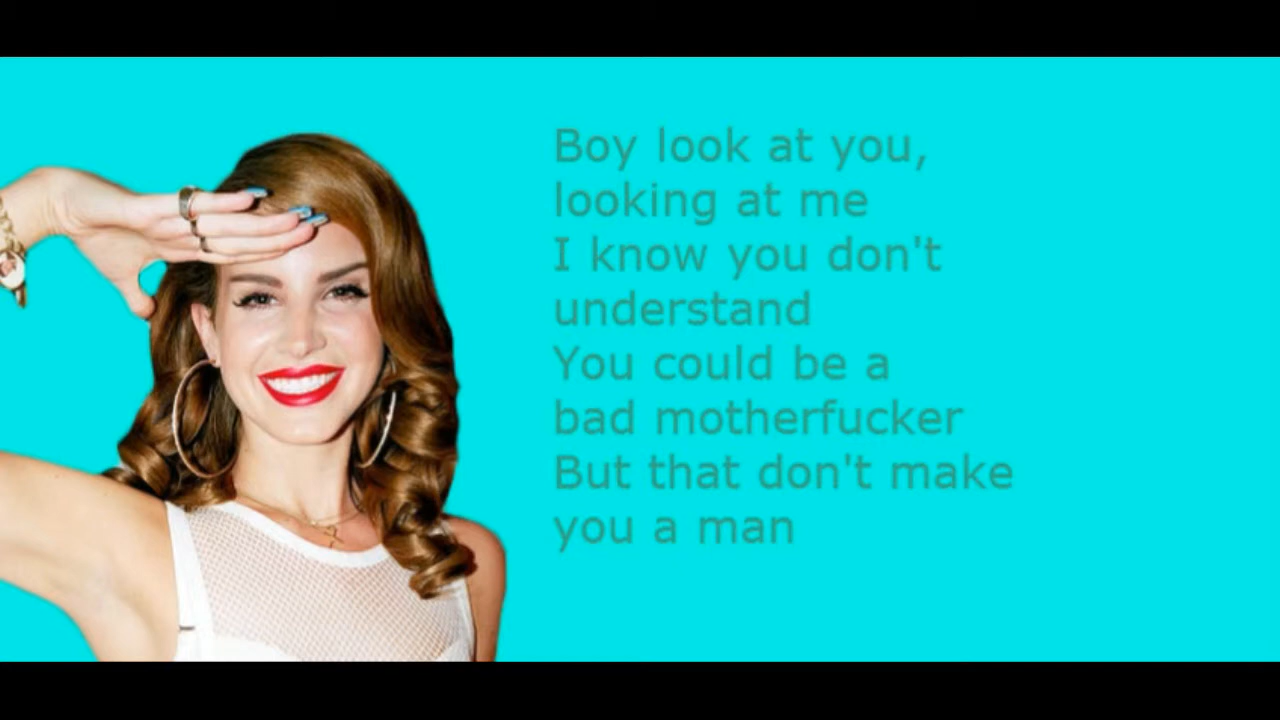 Boy look at you,
looking at me
I know you don't
understand
You could be a
bad motherfucker
But that don't make
you a man